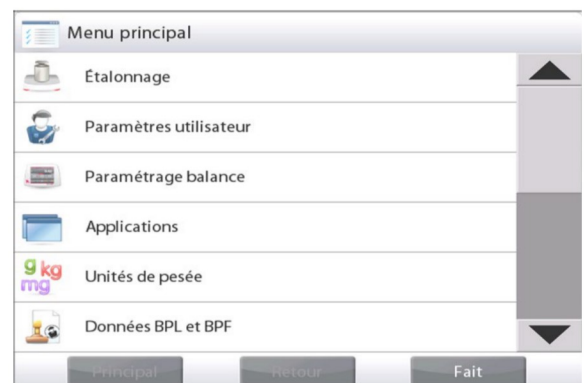 Menu principal
Étalonnage
Paramètres utilisateur
Paramétrage balance
Applications
g kg
mg
Unités de pesée
Données BPL et BPF
Principal
Retour
Fait